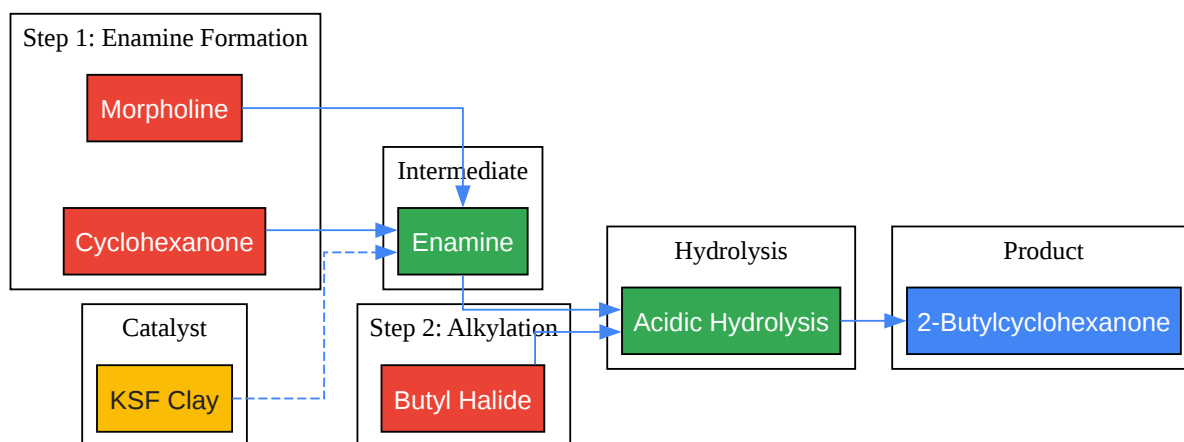 Step 1: Enamine Formation
Morpholine
Cyclohexanone
Intermediate
Enamine
Catalyst
KSF Clay
Step 2: Alkylation
Butyl Halide
Hydrolysis
Acidic Hydrolysis
Product
2-Butylcyclohexanone